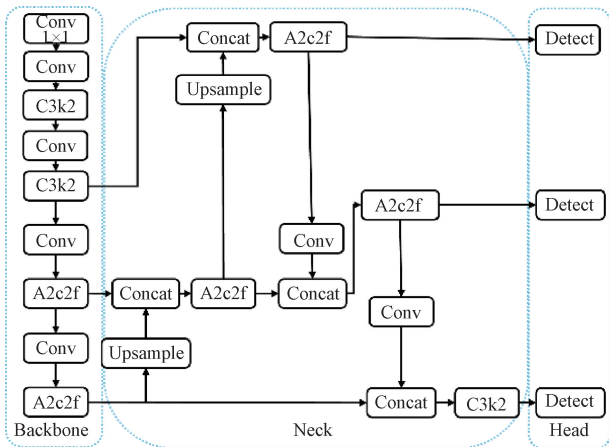 Conv
1×1
Conv
C3k2
Conv
C3k2
Conv
A2c2f
Conv
A2c2f
Backbone
Concat
A2c2f
Upsample
A2c2f
Conv
Concat
A2c2f
Concat
Conv
Upsample
Concat
C3k2
Neck
Detect
Detect
Detect
Head